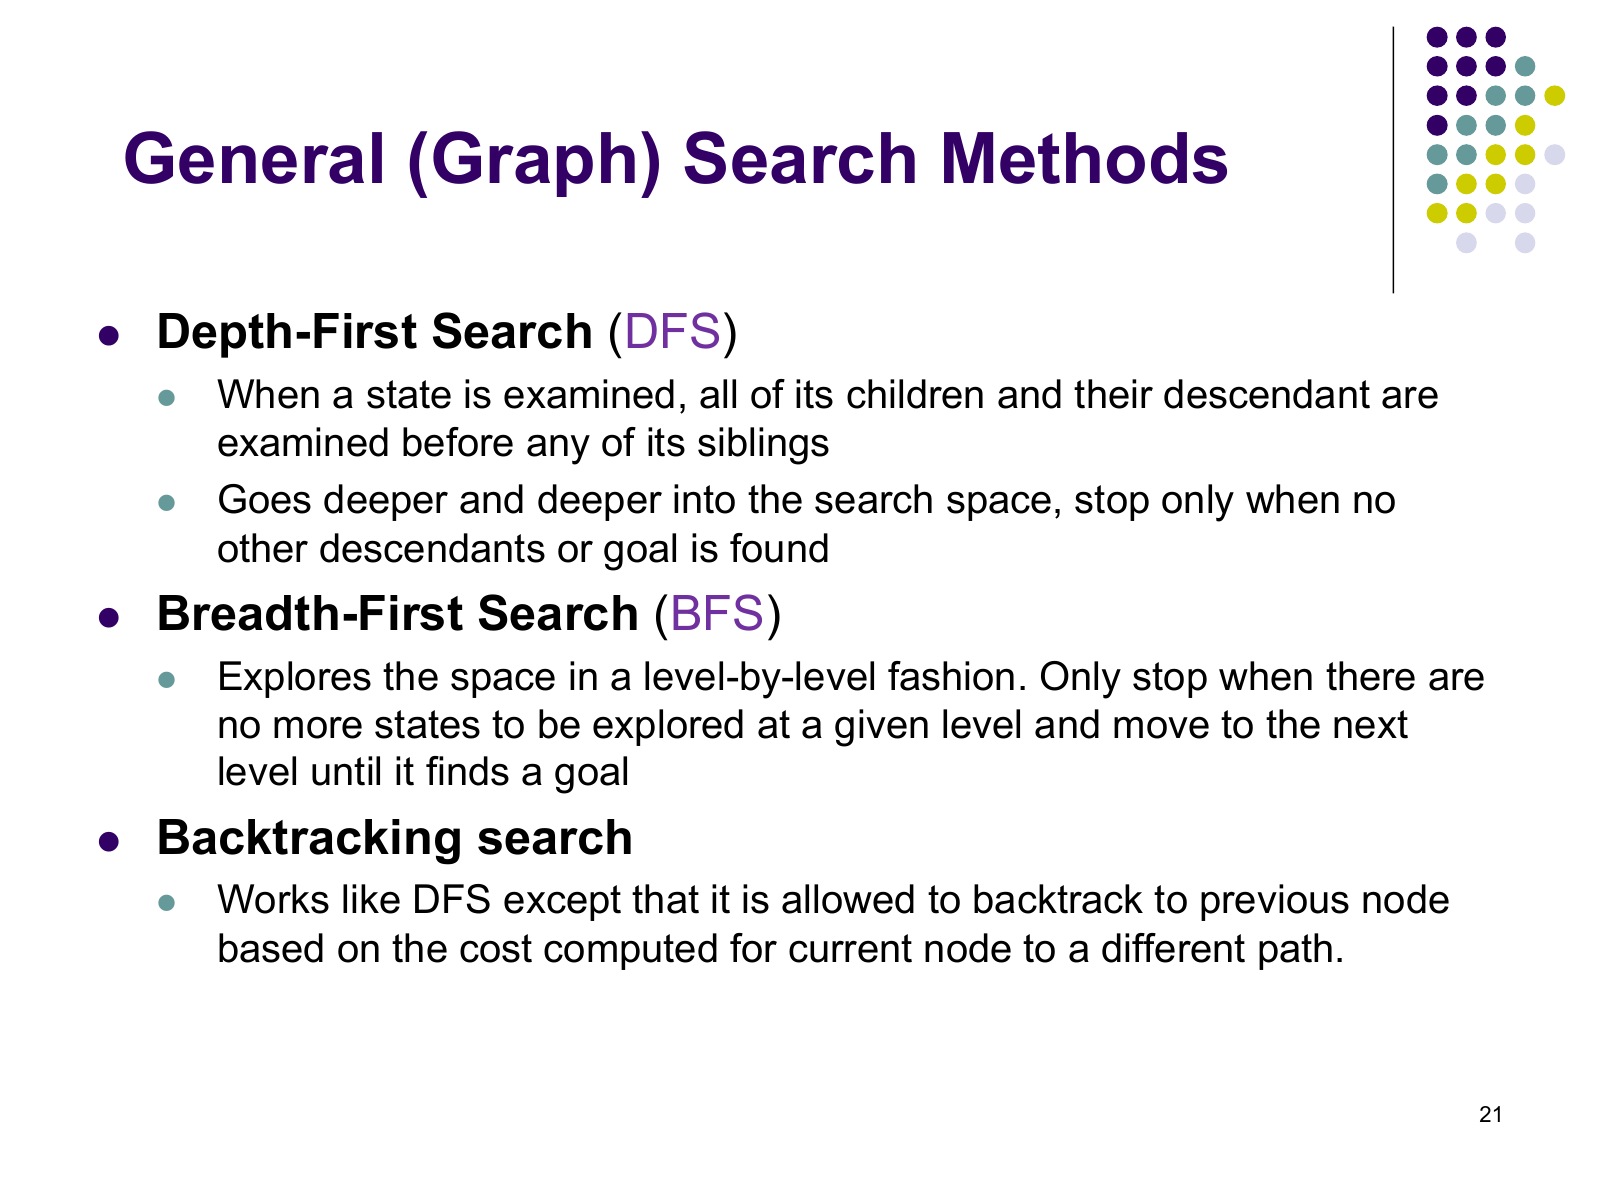 General (Graph) Search Methods
Depth-First Search (DFS)
When a state is examined, all of its children and their descendant are
examined before any of its siblings
Goes deeper and deeper into the search space, stop only when no
other descendants or goal is found
Breadth-First Search (BFS)
Explores the space in a level-by-level fashion. Only stop when there are
no more states to be explored at a given level and move to the next
level until it finds a goal
Backtracking search
Works like DFS except that it is allowed to backtrack to previous node
based on the cost computed for current node to a different path.
21